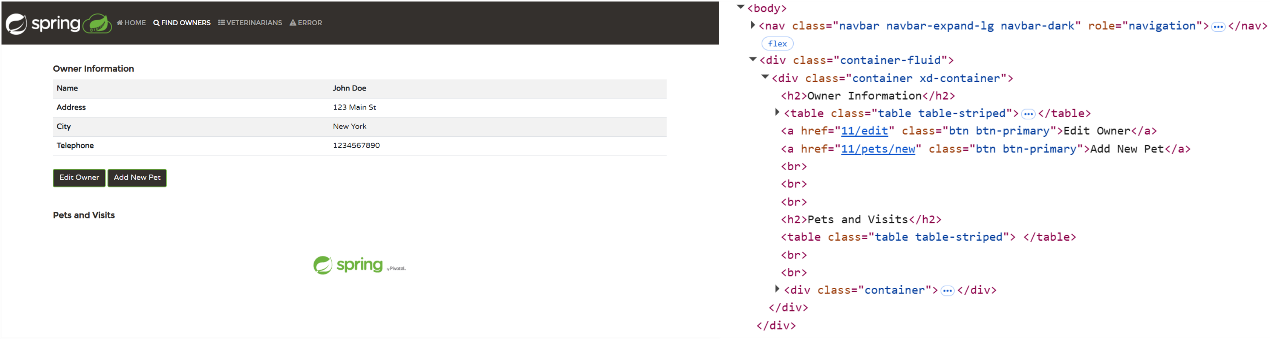 spring HOME FIND OWNERS VETERINARIANS ERROR
Owner Information
Name John Doe
Address 123 Main St
City New York
Telephone 1234567890
Edit Owner Add New Pet
Pets and Visits
spring
<body>
<nav class="navbar navbar-expand-lg navbar-dark" role="navigation">…</nav>
flex
<div class="container-fluid">
<div class="container xd-container">
<h2>Owner Information</h2>
<table class="table table-striped">…</table>
<a href="11/edit" class="btn btn-primary">Edit Owner</a>
<a href="11/pets/new" class="btn btn-primary">Add New Pet</a>
<br>
<br>
<br>
<h2>Pets and Visits</h2>
<table class="table table-striped"> </table>
<br>
<br>
<div class="container">…</div>
</div>
</div>